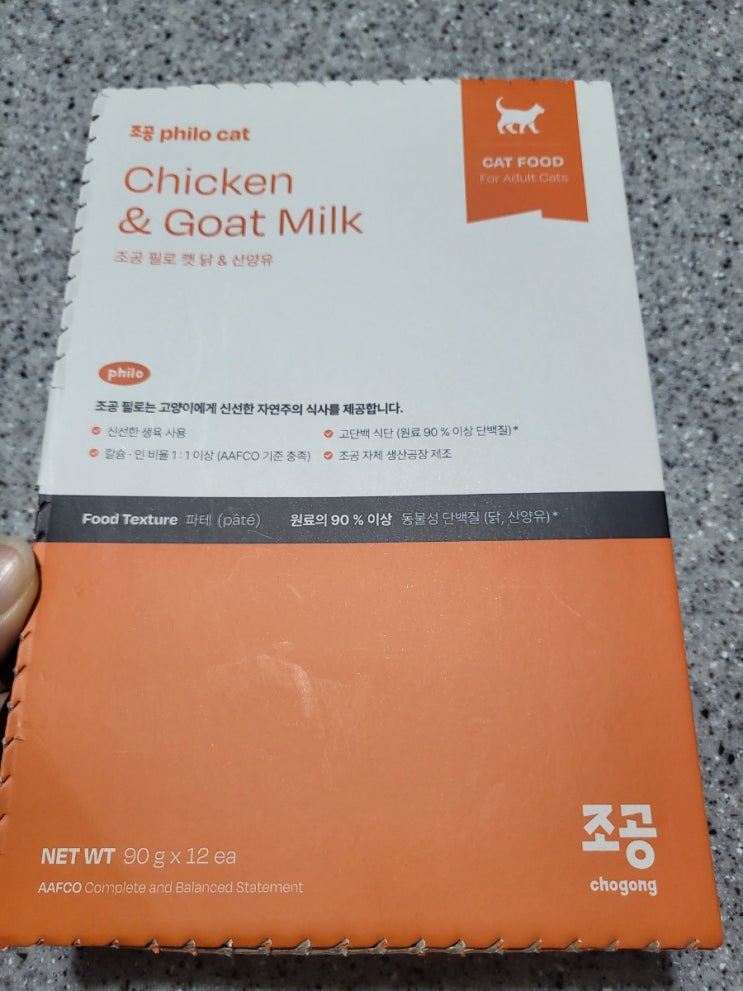 조공 philo cat
CAT FOOD
For Adult Cats
Chicken
& Goat Milk
조공 필로 캣 닭 & 산양유
philo
조공 필로는 고양이에게 신선한 자연주의 식사를 제공합니다.
신선한 생육 사용
고단백 식단 (원료 90 % 이상 단백질)*
칼슘 · 인 비율 1 : 1 이상 (AAFCO 기준 충족)
조공 자체 생산공장 제조
Food Texture 파테 (pâté) 원료의 90 % 이상 동물성 단백질 (닭, 산양유)*
조공
chogong
NET WT 90 g x 12 ea
AAFCO Complete and Balanced Statement